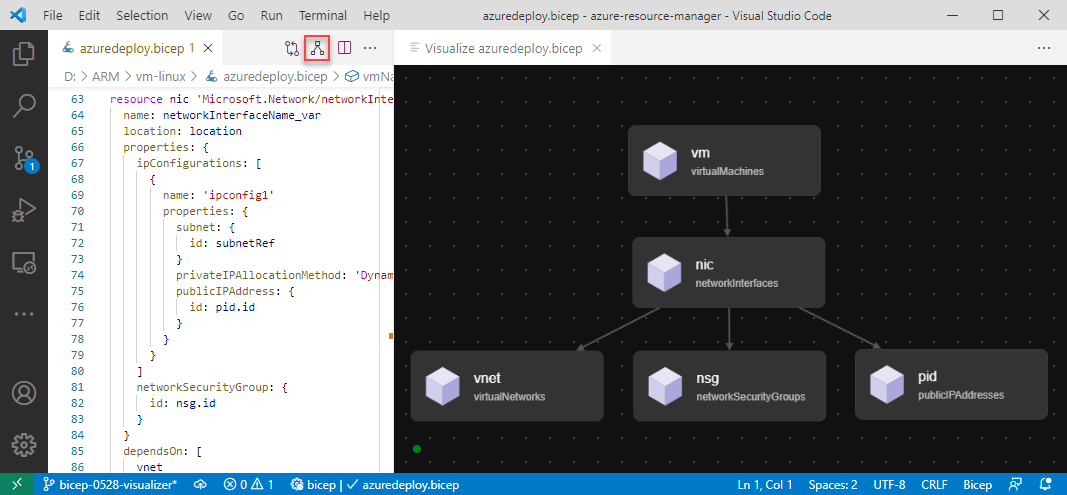 File Edit Selection View Go Run Terminal Help azuredeploy.bicep - azure-resource-manager - Visual Studio Code
azuredeploy.bicep 1
Visualize azuredeploy.bicep
D: > ARM > vm-linux > azuredeploy.bicep > vmNa
63 resource nic 'Microsoft.Network/networkInte
64 name: networkInterfaceName_var
65 location: location
66 properties: {
67 ipConfigurations: [
68 {
69 name: 'ipconfig1'
70 properties: {
71 subnet: {
72 id: subnetRef
73 }
74 privateIPAllocationMethod: 'Dynam
75 publicIPAddress: {
76 id: pid.id
77 }
78 }
79 }
80 ]
81 networkSecurityGroup: {
82 id: nsg.id
83 }
84 }
85 dependsOn: [
86 vnet
vm
virtualMachines
nic
networkInterfaces
vnet
virtualNetworks
nsg
networkSecurityGroups
pid
publicIPAddresses
1
bicep-0528-visualizer* 0 1 bicep | ✓ azuredeploy.bicep Ln 1, Col 1 Spaces: 2 UTF-8 CRLF Bicep